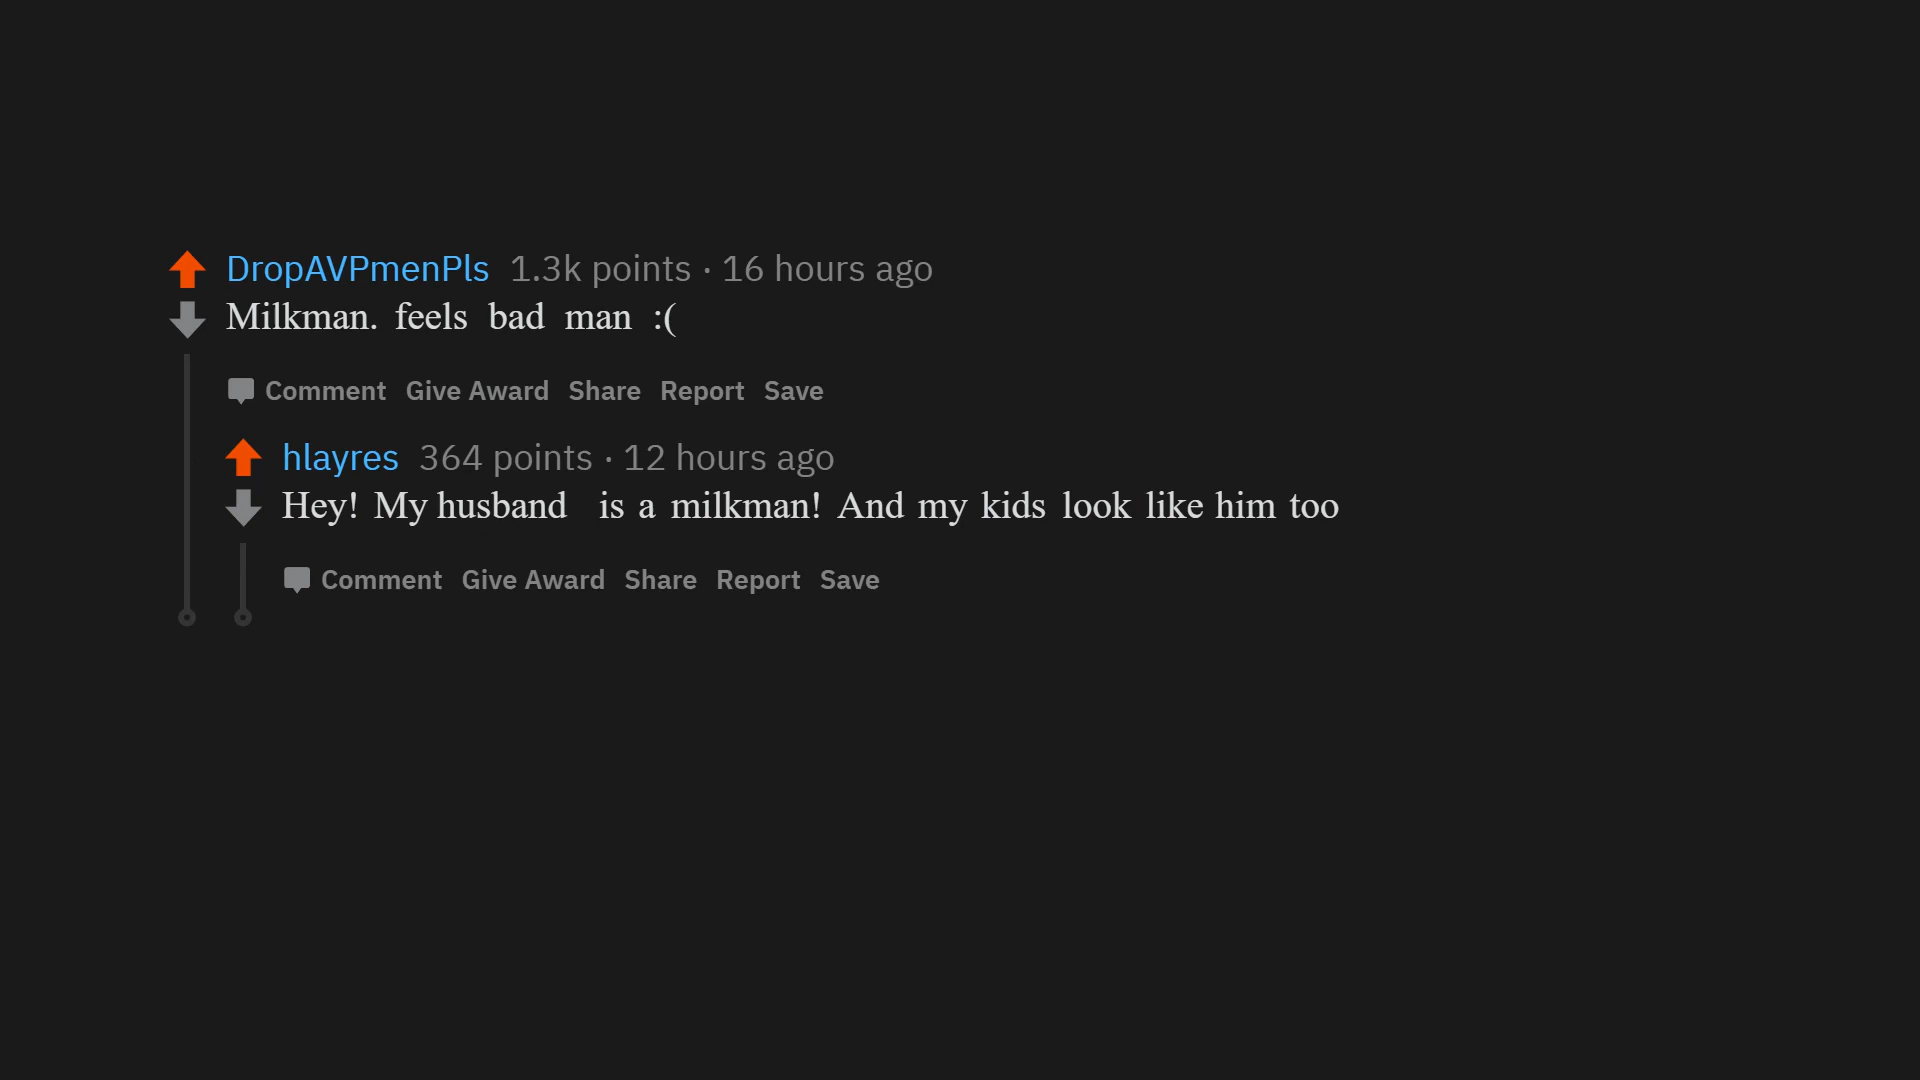 DropAVPmenPls 1.3k points · 16 hours ago
Milkman. feels bad man :(
Comment Give Award Share Report Save
hlayres 364 points · 12 hours ago
Hey! My husband is a milkman! And my kids look like him too
Comment Give Award Share Report Save